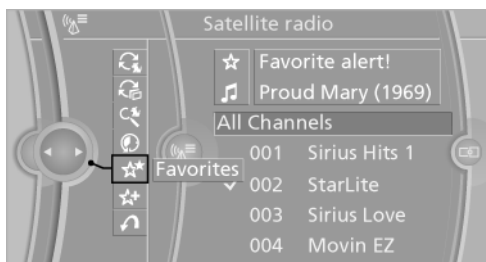 Satellite radio
Favorite alert!
Proud Mary (1969)
All Channels
001 Sirius Hits 1
Favorites
002 StarLite
003 Sirius Love
004 Movin EZ